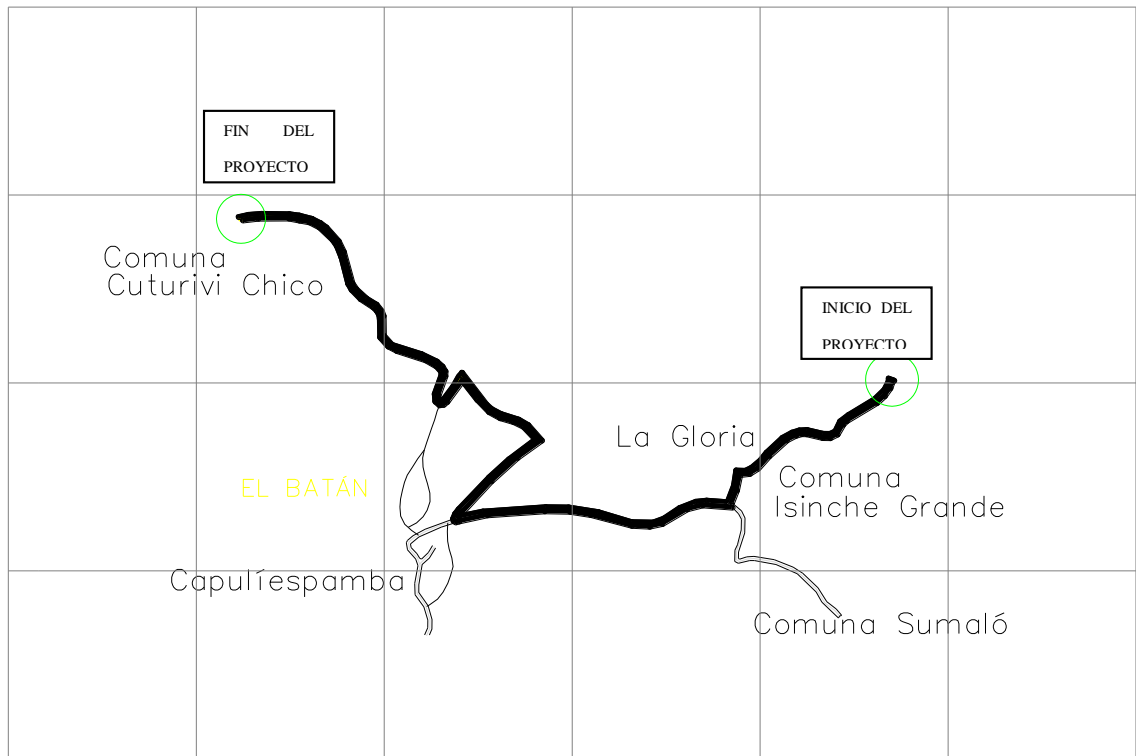 FIN DEL
PROYECTO
Comuna
Cuturivi Chico
INICIO DEL
PROYECTO
La Gloria
Comuna
Isinche Grande
EL BATÁN
Capulíespamba
Comuna Sumaló